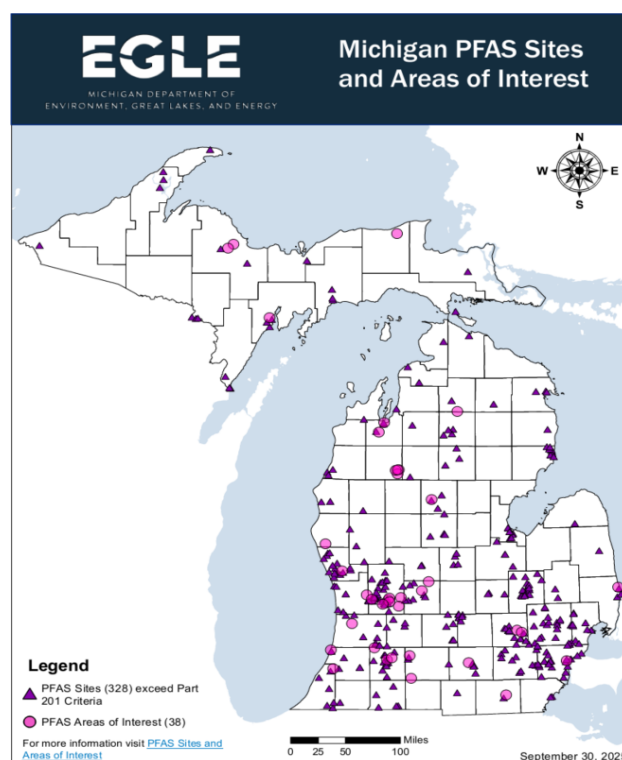 EGLE
MICHIGAN DEPARTMENT OF
ENVIRONMENT, GREAT LAKES, AND ENERGY
Michigan PFAS Sites
and Areas of Interest
N
W
E
S
Legend
PFAS Sites (328) exceed Part
201 Criteria
PFAS Areas of Interest (38)
For more information visit PFAS Sites and
Areas of Interest
Miles
0 25 50 100
September 30, 202